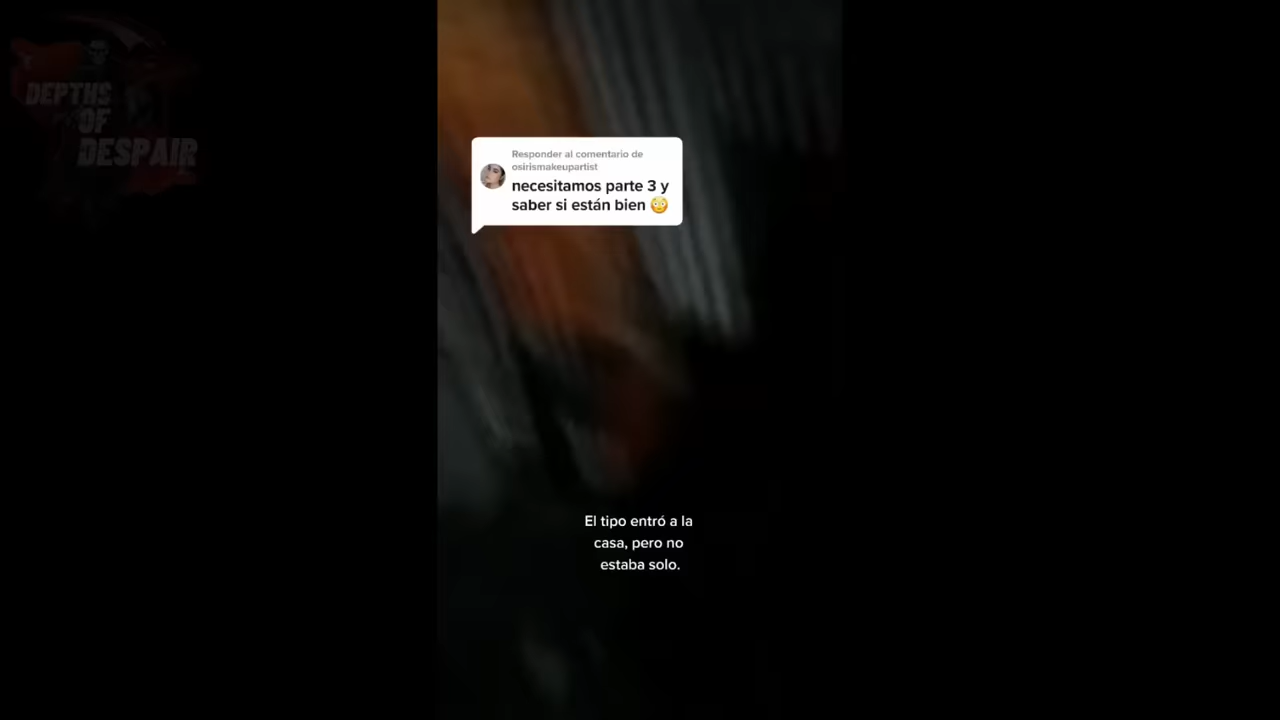 DEPTHS
OF
DESPAIR
Responder al comentario de
osirismakeupartist
necesitamos parte 3 y
saber si están bien 😳
El tipo entró a la
casa, pero no
estaba solo.